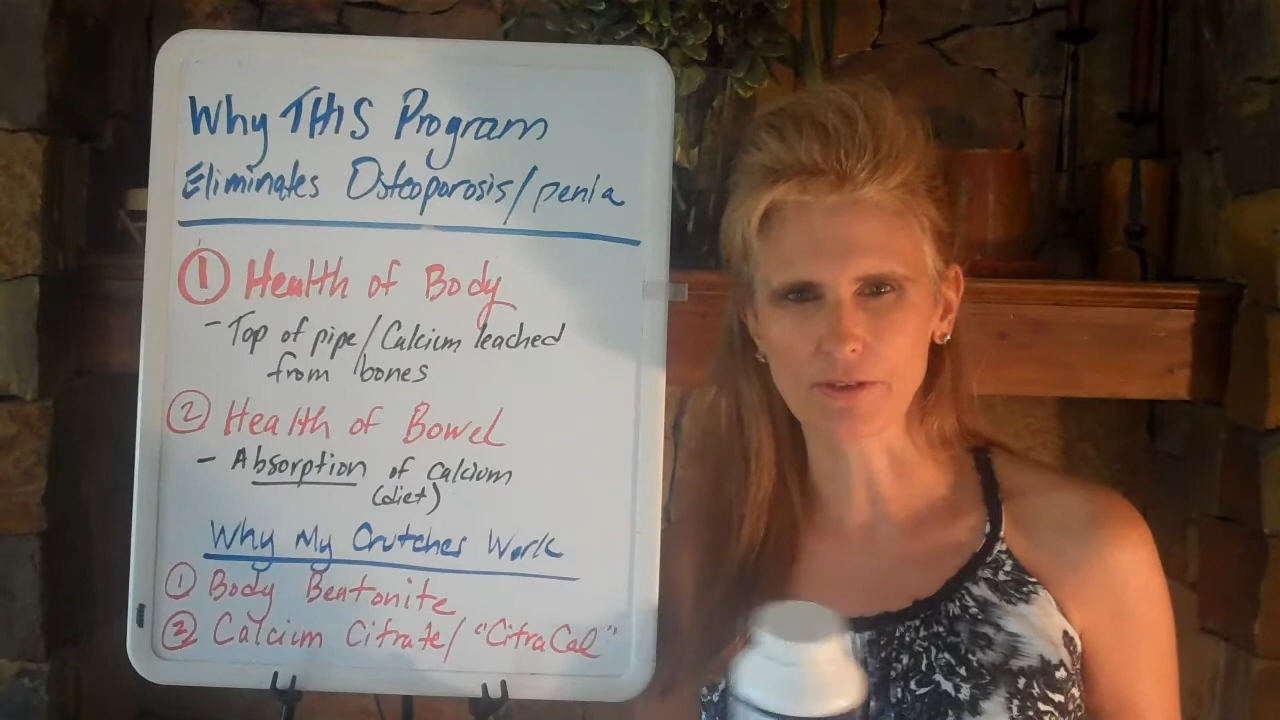 Why THIS Program
Eliminates Osteoporosis/penia
1 Health of Body
- Top of pipe/Calcium leached
from bones
2 Health of Bowel
- Absorption of calcium
(diet)
Why My Crutches Work
1 Body Bentonite
2 Calcium Citrate/"CitraCal"